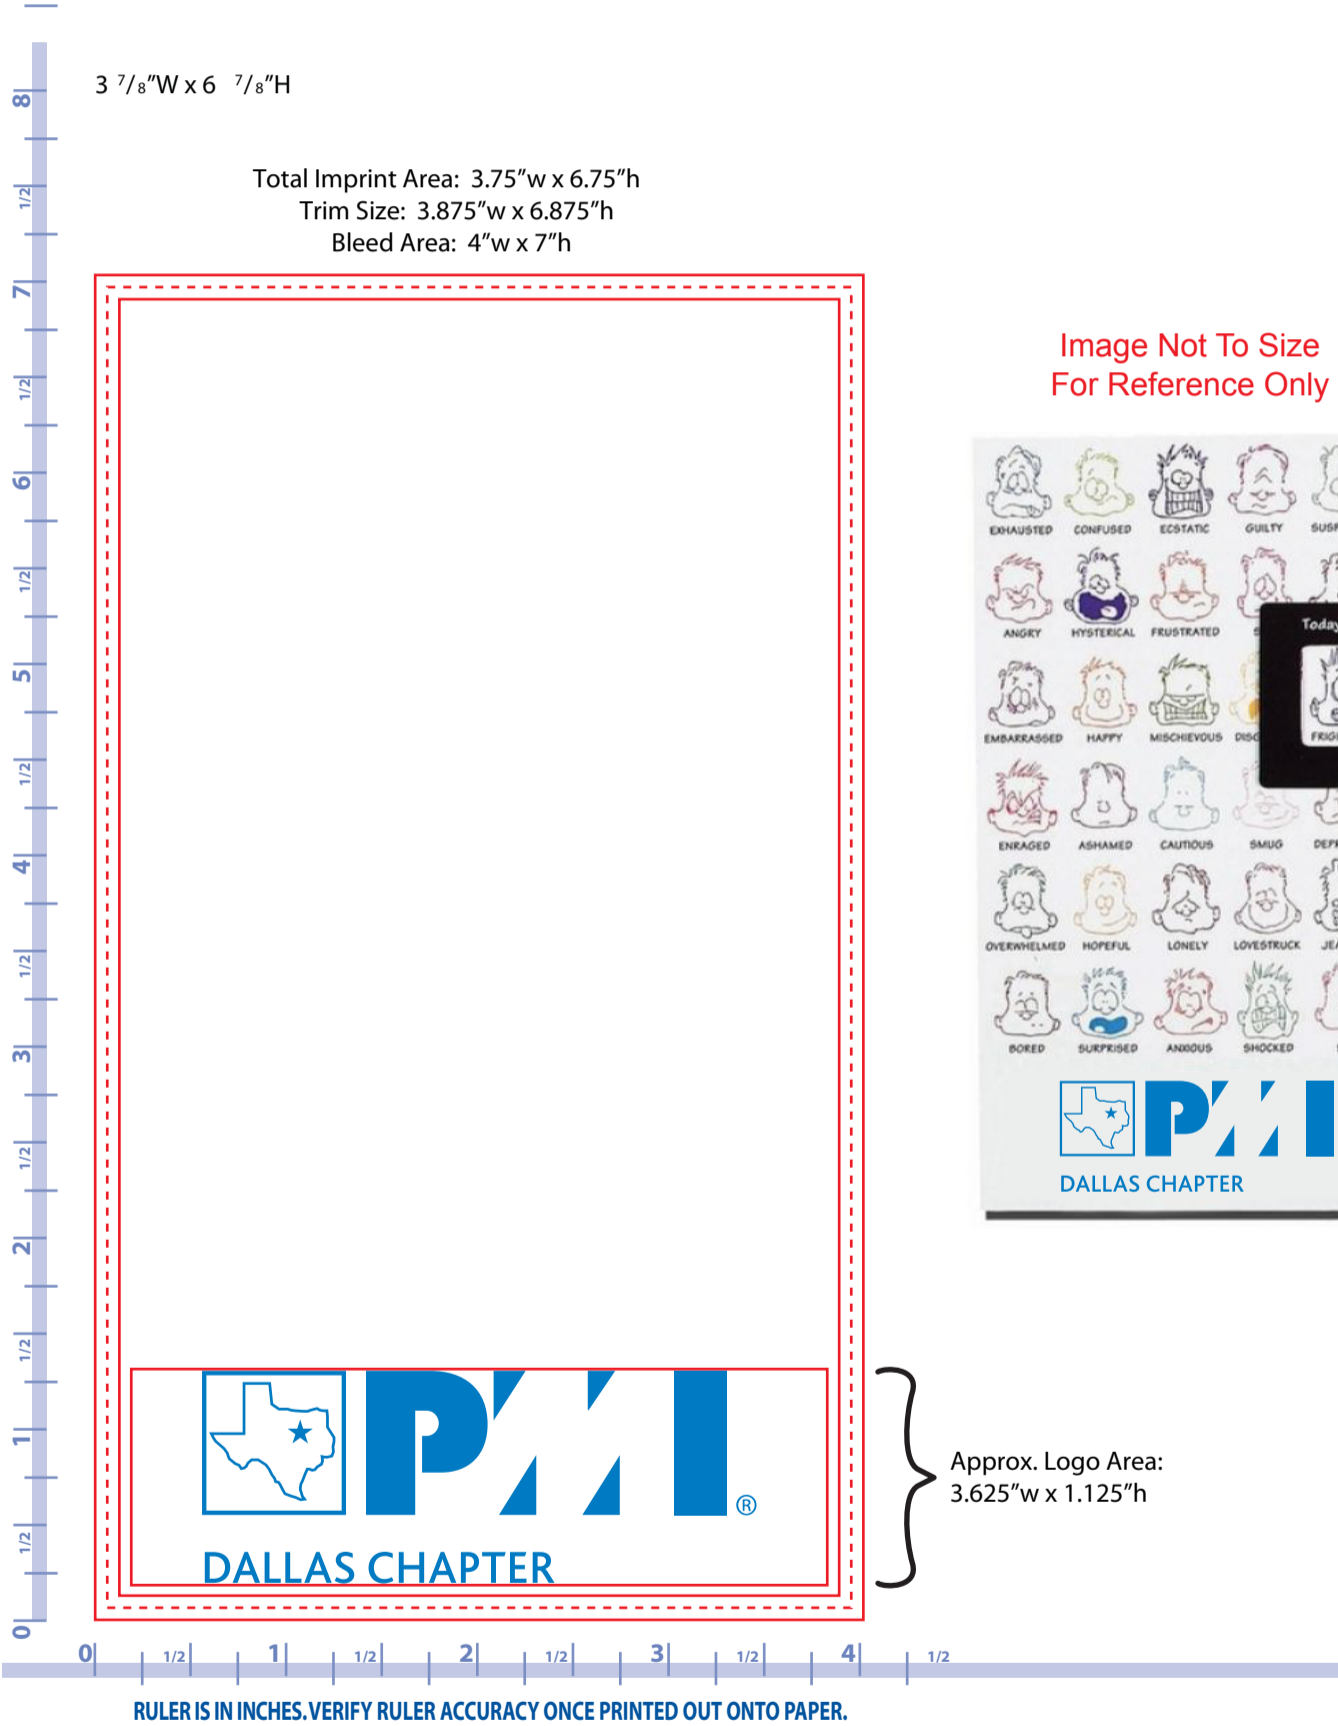 3 7/8"W x 6 7/8"H
Total Imprint Area: 3.75"w x 6.75"h
Trim Size: 3.875"w x 6.875"h
Bleed Area: 4"w x 7"h
Image Not To Size
For Reference Only
EXHAUSTED CONFUSED ECSTATIC GUILTY
ANGRY HYSTERICAL FRUSTRATED
EMBARRASSED HAPPY MISCHIEVOUS
ENRAGED ASHAMED CAUTIOUS SMUG
OVERWHELMED HOPEFUL LONELY LOVESTRUCK
BORED SURPRISED ANXIOUS SHOCKED
PMI
DALLAS CHAPTER
PMI®
DALLAS CHAPTER
Approx. Logo Area:
3.625"w x 1.125"h
8
1/2
7
1/2
6
1/2
5
1/2
4
1/2
3
1/2
2
1/2
1
1/2
0
0 1/2 1 1/2 2 1/2 3 1/2 4 1/2
RULER IS IN INCHES. VERIFY RULER ACCURACY ONCE PRINTED OUT ONTO PAPER.